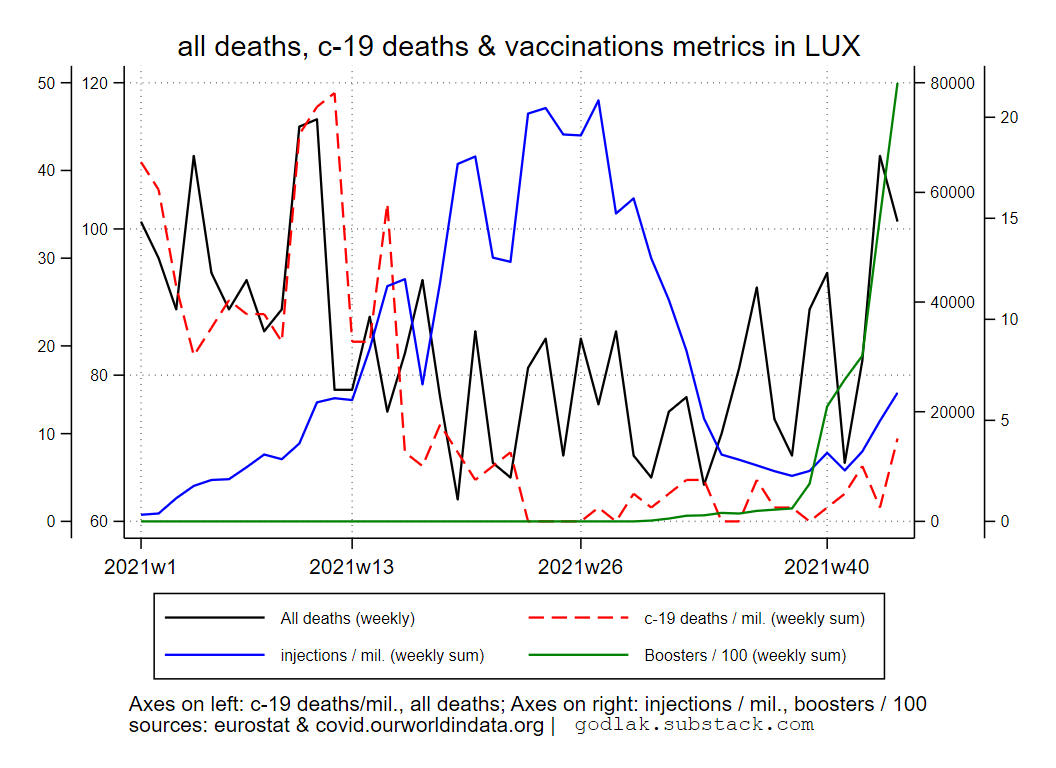 all deaths, c-19 deaths & vaccinations metrics in LUX
50 120 80000
20
40
100 60000
15
30
40000
20 80 10
20000
10 5
0 60 0 0
2021w1 2021w13 2021w26 2021w40
All deaths (weekly) c-19 deaths / mil. (weekly sum)
injections / mil. (weekly sum) Boosters / 100 (weekly sum)
Axes on left: c-19 deaths/mil., all deaths; Axes on right: injections / mil., boosters / 100
sources: eurostat & covid.ourworldindata.org | godlak.substack.com